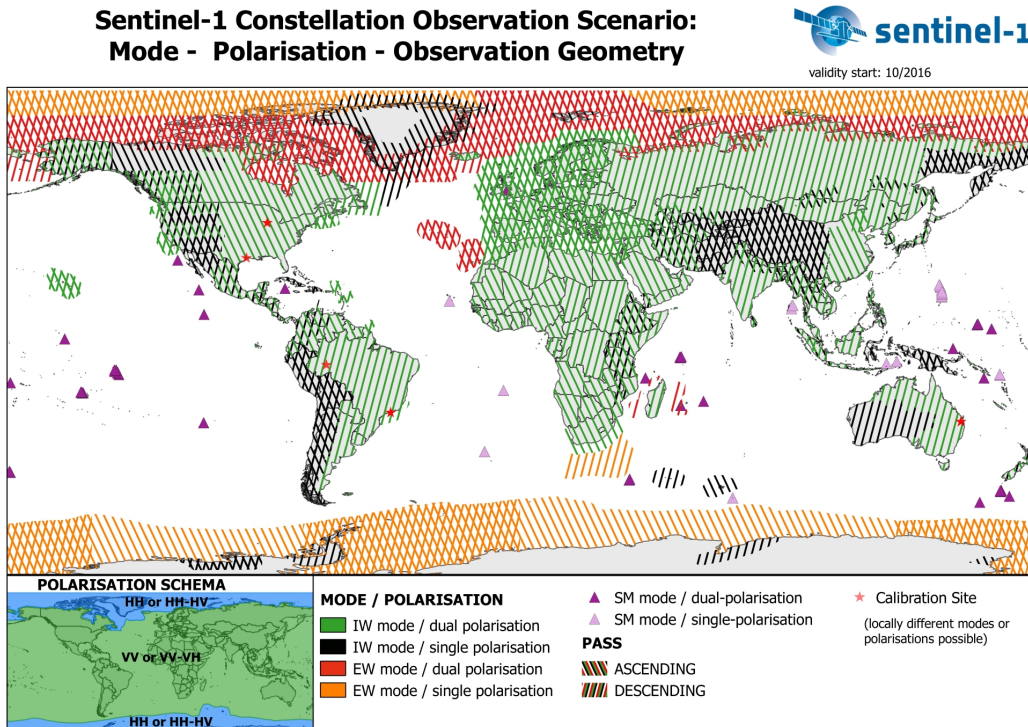 Sentinel-1 Constellation Observation Scenario:
Mode - Polarisation - Observation Geometry
sentinel-1
validity start: 10/2016
POLARISATION SCHEMA
HH or HH-HV
VV or VV-VH
HH or HH-HV
MODE / POLARISATION
IW mode / dual polarisation
IW mode / single polarisation
EW mode / dual polarisation
EW mode / single polarisation
SM mode / dual-polarisation
SM mode / single-polarisation
PASS
ASCENDING
DESCENDING
Calibration Site
(locally different modes or
polarisations possible)